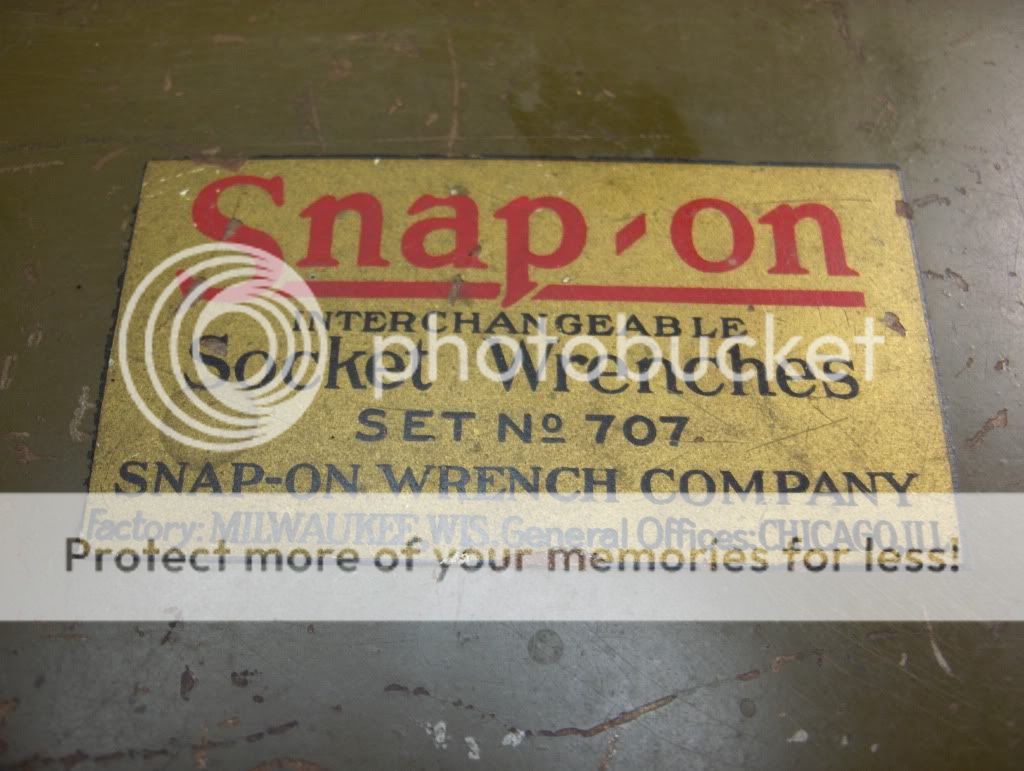 Snap-on
INTERCHANGEABLE
photobucket
Socket Wrenches
SET Nº 707
SNAP-ON WRENCH COMPANY
Factory: MILWAUKEE, WIS. General Offices: CHICAGO, ILL.
Protect more of your memories for less!